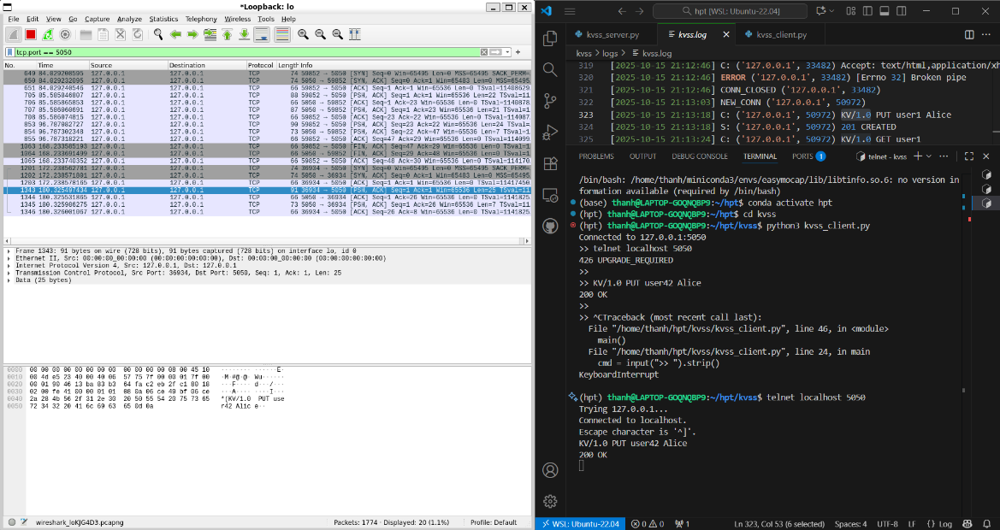 *Loopback: lo
File Edit View Go Capture Analyze Statistics Telephony Wireless Tools Help
tcp.port == 5050
No. Time Source Destination Protocol Length Info
649 84.029208595 127.0.0.1 127.0.0.1 TCP 74 59852 → 5050 [SYN] Seq=0 Win=65495 Len=0 MSS=65495 SACK_PERM=
650 84.029232095 127.0.0.1 127.0.0.1 TCP 74 5050 → 59852 [SYN, ACK] Seq=0 Ack=1 Win=65483 Len=0 MSS=65495
651 84.029240546 127.0.0.1 127.0.0.1 TCP 66 59852 → 5050 [ACK] Seq=1 Ack=1 Win=65536 Len=0 TSval=11408629
705 85.585846807 127.0.0.1 127.0.0.1 TCP 88 59852 → 5050 [PSH, ACK] Seq=1 Ack=1 Win=65536 Len=22 TSval=11
706 85.585865853 127.0.0.1 127.0.0.1 TCP 66 5050 → 59852 [ACK] Seq=1 Ack=23 Win=65536 Len=0 TSval=1140878
707 85.586060691 127.0.0.1 127.0.0.1 TCP 87 5050 → 59852 [PSH, ACK] Seq=1 Ack=23 Win=65536 Len=21 TSval=1
708 85.586074815 127.0.0.1 127.0.0.1 TCP 66 59852 → 5050 [ACK] Seq=23 Ack=22 Win=65536 Len=0 TSval=114087
853 96.787082727 127.0.0.1 127.0.0.1 TCP 90 59852 → 5050 [PSH, ACK] Seq=23 Ack=22 Win=65536 Len=24 TSval=
854 96.787302348 127.0.0.1 127.0.0.1 TCP 73 5050 → 59852 [PSH, ACK] Seq=22 Ack=47 Win=65536 Len=7 TSval=1
855 96.787318221 127.0.0.1 127.0.0.1 TCP 66 59852 → 5050 [ACK] Seq=47 Ack=29 Win=65536 Len=0 TSval=114099
1063 168.233585193 127.0.0.1 127.0.0.1 TCP 66 59852 → 5050 [FIN, ACK] Seq=47 Ack=29 Win=65536 Len=0 TSval=1
1064 168.233691499 127.0.0.1 127.0.0.1 TCP 66 5050 → 59852 [FIN, ACK] Seq=29 Ack=48 Win=65536 Len=0 TSval=1
1065 168.233740352 127.0.0.1 127.0.0.1 TCP 66 59852 → 5050 [ACK] Seq=48 Ack=30 Win=65536 Len=0 TSval=114170
1201 172.238562781 127.0.0.1 127.0.0.1 TCP 74 36934 → 5050 [SYN] Seq=0 Win=65495 Len=0 MSS=65495 SACK_PERM=
1202 172.238571801 127.0.0.1 127.0.0.1 TCP 74 5050 → 36934 [SYN, ACK] Seq=0 Ack=1 Win=65483 Len=0 MSS=65495
1203 172.238578165 127.0.0.1 127.0.0.1 TCP 66 36934 → 5050 [ACK] Seq=1 Ack=1 Win=65536 Len=0 TSval=11417450
1343 180.325497434 127.0.0.1 127.0.0.1 TCP 91 36934 → 5050 [PSH, ACK] Seq=1 Ack=1 Win=65536 Len=25 TSval=11
1344 180.325531865 127.0.0.1 127.0.0.1 TCP 66 5050 → 36934 [ACK] Seq=1 Ack=26 Win=65536 Len=0 TSval=1141825
1345 180.325986275 127.0.0.1 127.0.0.1 TCP 73 5050 → 36934 [PSH, ACK] Seq=1 Ack=26 Win=65536 Len=7 TSval=11
1346 180.326001067 127.0.0.1 127.0.0.1 TCP 66 36934 → 5050 [ACK] Seq=26 Ack=8 Win=65536 Len=0 TSval=1141825
Frame 1343: 91 bytes on wire (728 bits), 91 bytes captured (728 bits) on interface lo, id 0
Ethernet II, Src: 00:00:00_00:00:00 (00:00:00:00:00:00), Dst: 00:00:00_00:00:00 (00:00:00:00:00:00)
Internet Protocol Version 4, Src: 127.0.0.1, Dst: 127.0.0.1
Transmission Control Protocol, Src Port: 36934, Dst Port: 5050, Seq: 1, Ack: 1, Len: 25
Data (25 bytes)
0000 00 00 00 00 00 00 00 00 00 00 00 00 08 00 45 10 ··············E·
0010 00 4d e5 23 40 00 40 06 57 75 7f 00 00 01 7f 00 ·M·#@·@· Wu······
0020 00 01 90 46 13 ba 83 b3 64 fa c2 eb 2f c1 80 18 ···F···· d···/···
0030 02 00 fe 41 00 00 01 01 08 0a 06 ce 49 bf 06 ce ···A···· ····I···
0040 2a 28 4b 56 2f 31 2e 30 20 50 55 54 20 75 73 65 *(KV/1.0 PUT use
0050 72 34 32 20 41 6c 69 63 65 0d 0a r42 Alic e··
wireshark_loKJG4D3.pcapng Packets: 1774 · Displayed: 20 (1.1%) Profile: Default
hpt [WSL: Ubuntu-22.04]
kvss_server.py kvss.log kvss_client.py
kvss > logs > kvss.log
319 [2025-10-15 21:12:46] C: ('127.0.0.1', 33482) Accept: text/html,application/xh
320 [2025-10-15 21:12:46] ERROR ('127.0.0.1', 33482) [Errno 32] Broken pipe
321 [2025-10-15 21:12:46] CONN_CLOSED ('127.0.0.1', 33482)
322 [2025-10-15 21:13:03] NEW_CONN ('127.0.0.1', 50972)
323 [2025-10-15 21:13:18] C: ('127.0.0.1', 50972) KV/1.0 PUT user1 Alice
324 [2025-10-15 21:13:18] S: ('127.0.0.1', 50972) 201 CREATED
325 [2025-10-15 21:13:24] C: ('127.0.0.1', 50972) KV/1.0 GET user1
PROBLEMS OUTPUT DEBUG CONSOLE TERMINAL PORTS 1 telnet - kvss
/bin/bash: /home/thanh/miniconda3/envs/easymocap/lib/libtinfo.so.6: no version in
formation available (required by /bin/bash)
(base) thanh@LAPTOP-GOQNQBP9:~/hpt$ conda activate hpt
(hpt) thanh@LAPTOP-GOQNQBP9:~/hpt$ cd kvss
(hpt) thanh@LAPTOP-GOQNQBP9:~/hpt/kvss$ python3 kvss_client.py
Connected to 127.0.0.1:5050
>> telnet localhost 5050
426 UPGRADE_REQUIRED
>>
>> KV/1.0 PUT user42 Alice
200 OK
>>
>> ^CTraceback (most recent call last):
File "/home/thanh/hpt/kvss/kvss_client.py", line 46, in <module>
main()
File "/home/thanh/hpt/kvss/kvss_client.py", line 24, in main
cmd = input(">> ").strip()
KeyboardInterrupt
(hpt) thanh@LAPTOP-GOQNQBP9:~/hpt/kvss$ telnet localhost 5050
Trying 127.0.0.1...
Connected to localhost.
Escape character is '^]'.
KV/1.0 PUT user42 Alice
200 OK
WSL: Ubuntu-22.04 0 0 1 Ln 323, Col 53 (6 selected) Spaces: 4 UTF-8 LF {} Log